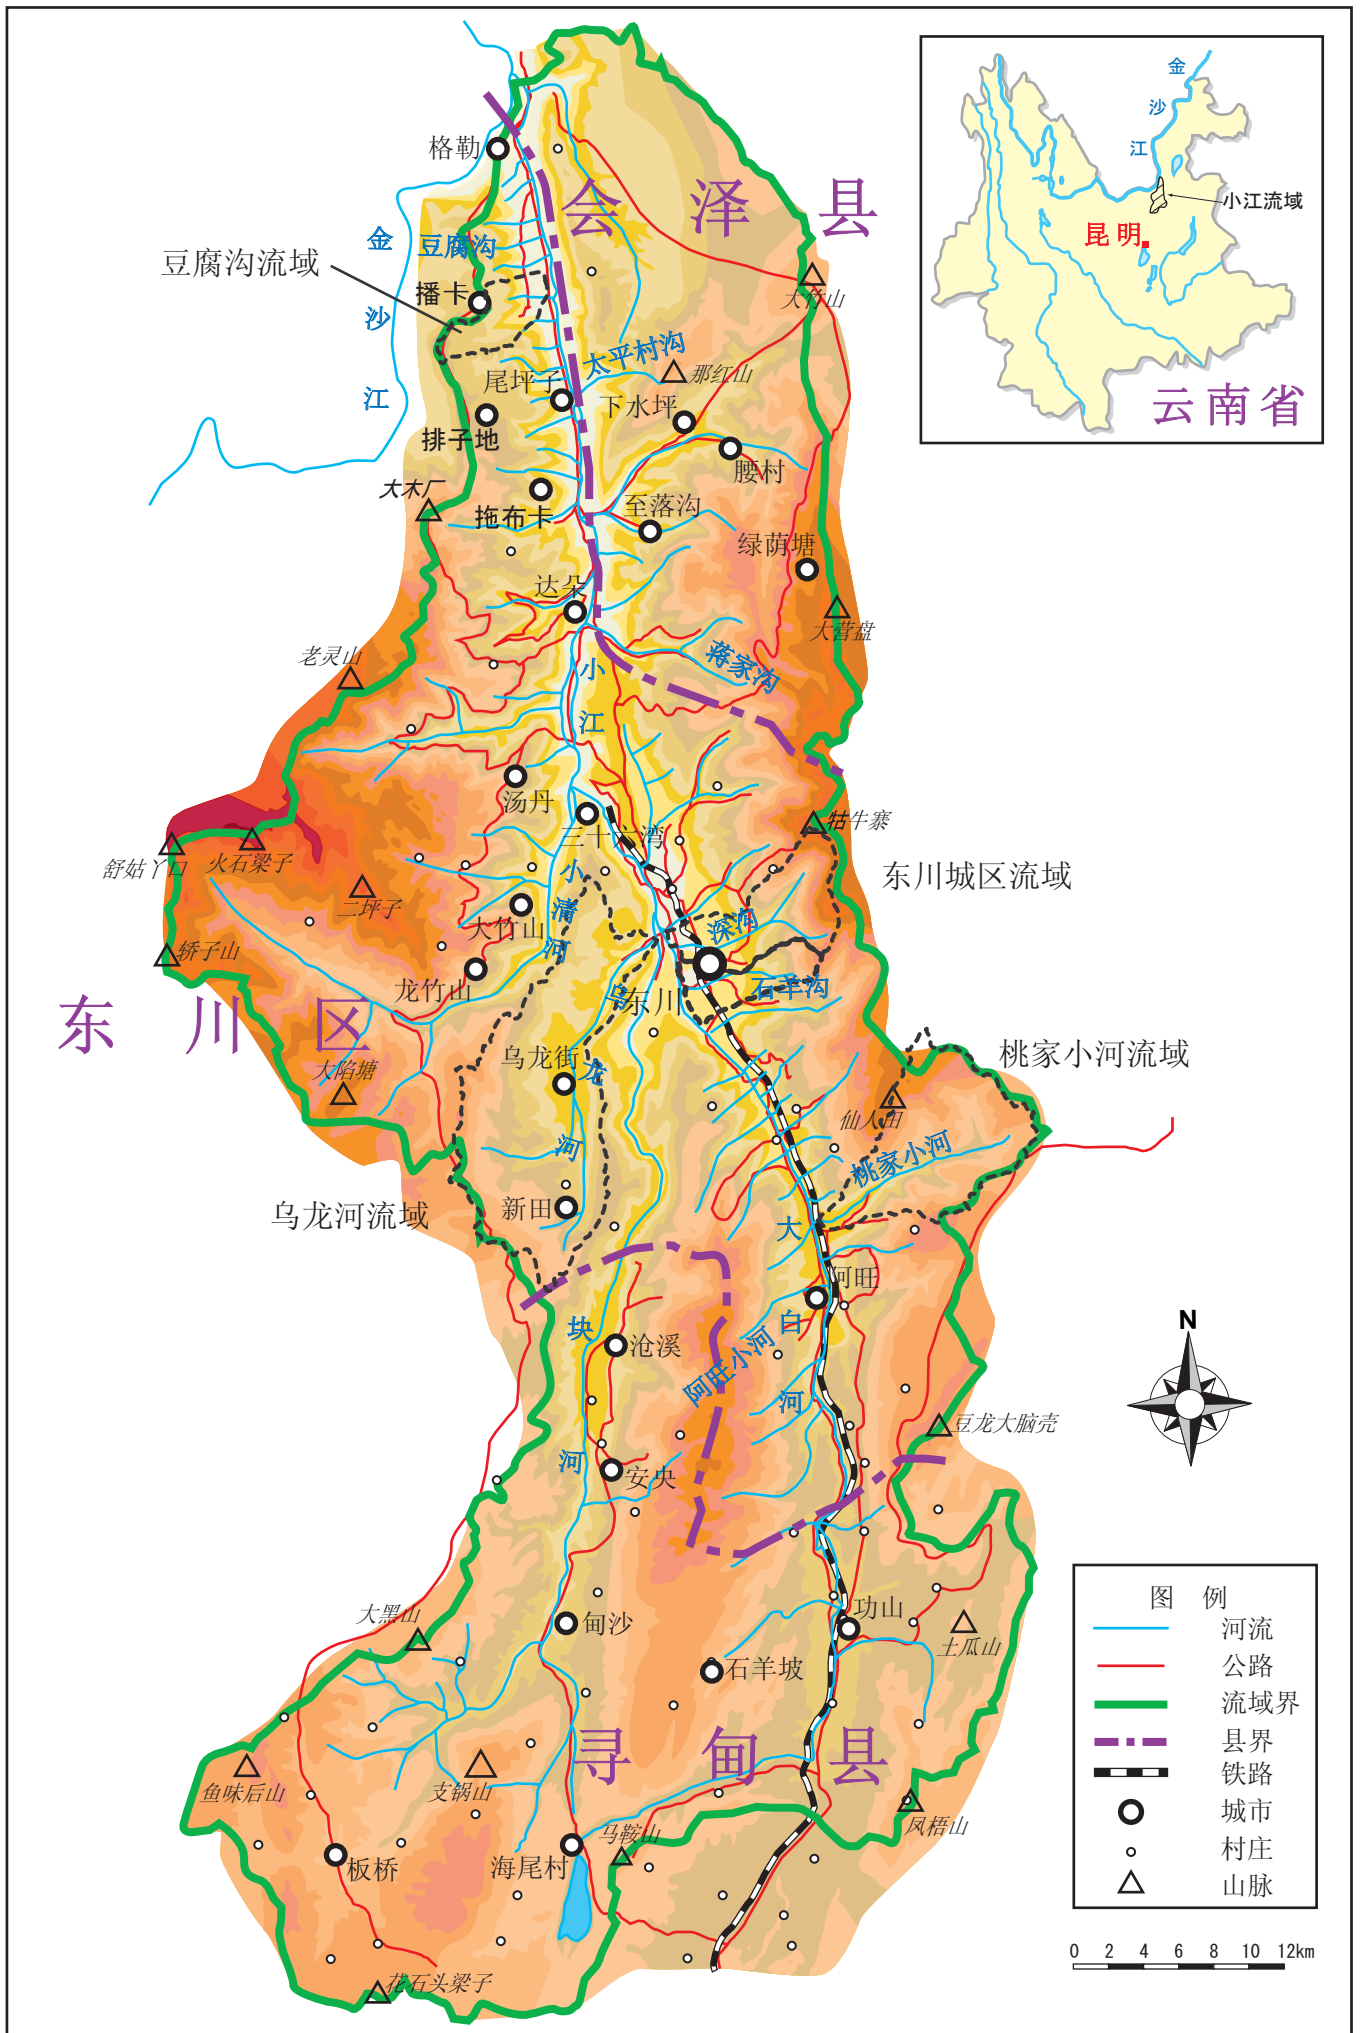 金
沙
江
小江流域
昆明
云南省
格勒
会泽县
金
沙
江
豆腐沟
豆腐沟流域
播卡
大竹山
太平村沟
那红山
尾坪子
下水坪
排子地
腰村
大木厂
拖布卡
至落沟
绿荫塘
达朵
大营盘
老灵山
蒋家沟
小
江
汤丹
三十六湾
牯牛寨
舒姑丫口
火石梁子
二坪子
小
清
河
东川城区流域
大竹山
深沟
轿子山
龙竹山
石羊沟
东川
东川区
乌
龙
河
乌龙街
大陷塘
桃家小河流域
仙人田
桃家小河
新田
乌龙河流域
大
白
河
阿旺
块
河
沧溪
阿旺小河
豆龙大脑壳
安央
N
大黑山
甸沙
功山
土瓜山
石羊坡
寻甸县
鱼味后山
支锅山
马鞍山
凤梧山
板桥
海尾村
花石头梁子
图 例
河流
公路
流域界
县界
铁路
城市
村庄
山脉
0 2 4 6 8 10 12km